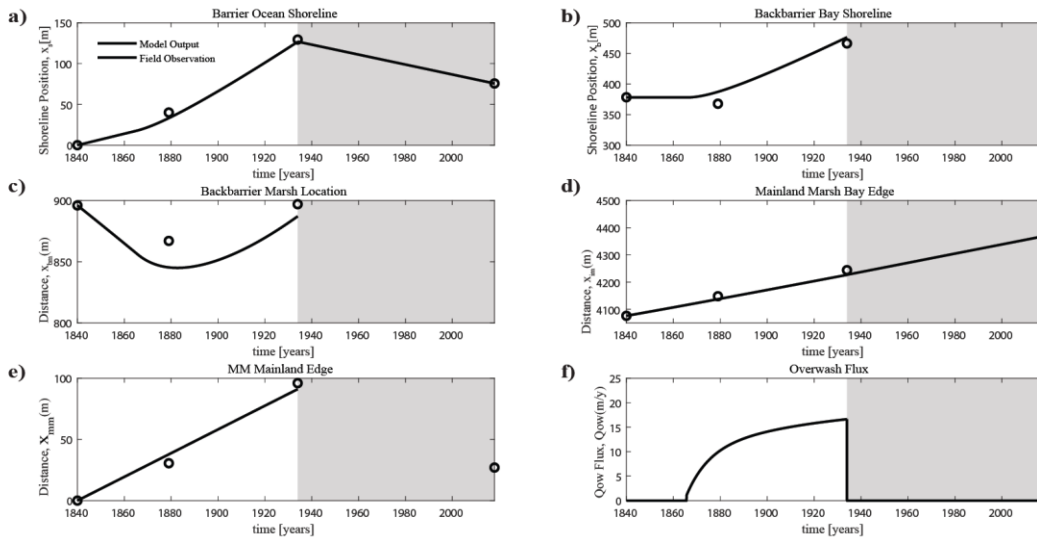 a)
Barrier Ocean Shoreline
Shoreline Position, x_s[m]
150
100
50
0
Model Output
Field Observation
1840 1860 1880 1900 1920 1940 1960 1980 2000
time [years]
b)
Backbarrier Bay Shoreline
Shoreline Position, x_b[m]
500
450
400
350
300
1840 1860 1880 1900 1920 1940 1960 1980 2000
time [years]
c)
Backbarrier Marsh Location
Distance, x_bm(m)
900
850
800
1840 1860 1880 1900 1920 1940 1960 1980 2000
time [years]
d)
Mainland Marsh Bay Edge
Distance, x_im(m)
4500
4400
4300
4200
4100
1840 1860 1880 1900 1920 1940 1960 1980 2000
time [years]
e)
MM Mainland Edge
Distance, X_mm(m)
100
50
0
1840 1860 1880 1900 1920 1940 1960 1980 2000
time [years]
f)
Overwash Flux
Qow Flux, Qow(m/y)
25
20
15
10
5
0
1840 1860 1880 1900 1920 1940 1960 1980 2000
time [years]